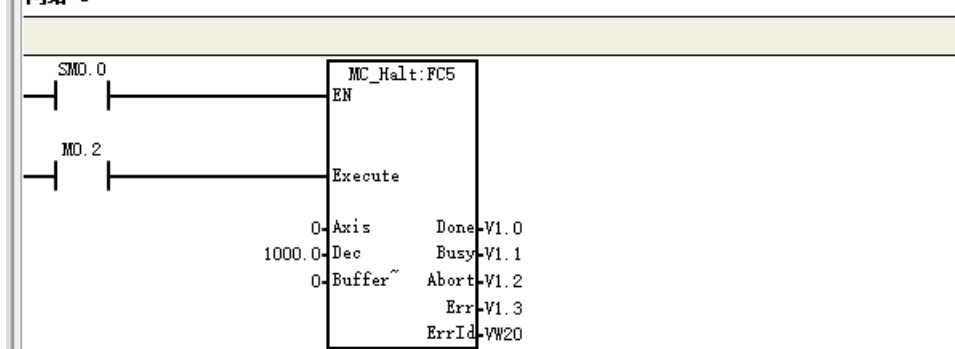 SM0.0
MC_Halt:FC5
EN
M0.2
Execute
0 Axis Done V1.0
1000.0 Dec Busy V1.1
0 Buffer~ Abort V1.2
Err V1.3
ErrId VW20